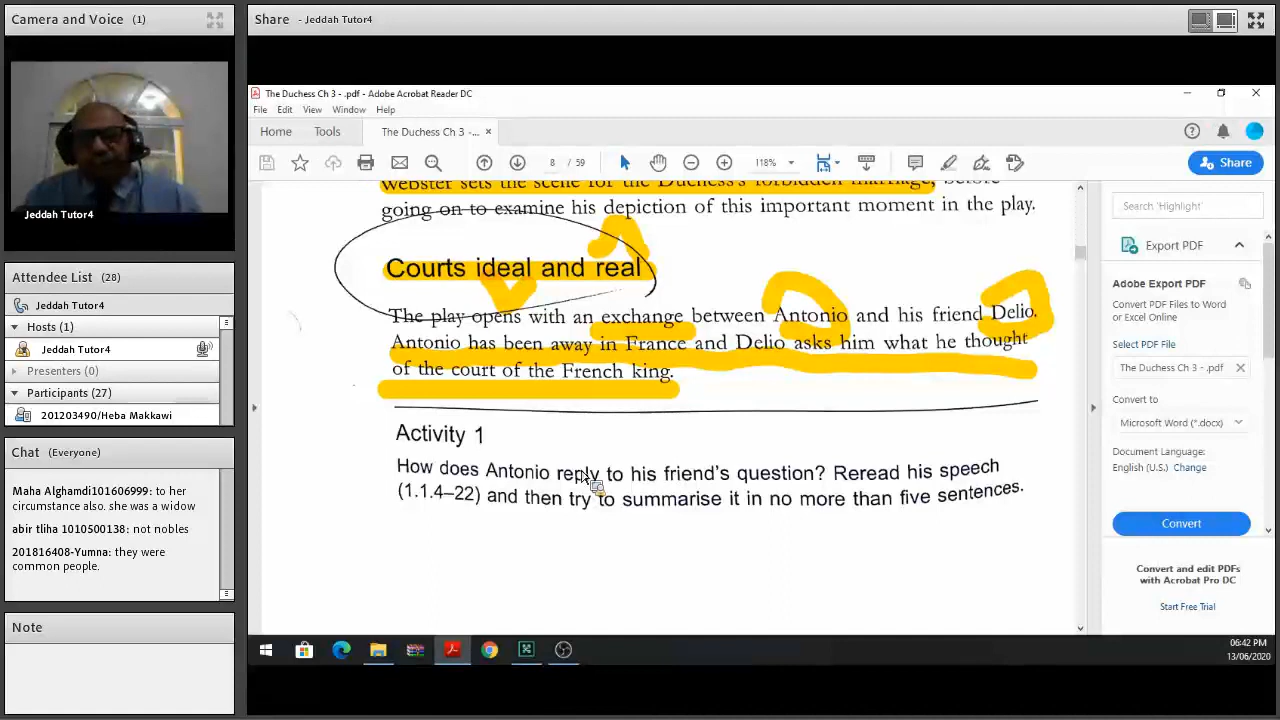 Camera and Voice (1)
Share - Jeddah Tutor4
Jeddah Tutor4
Attendee List (28)
Jeddah Tutor4
Hosts (1)
Jeddah Tutor4
Presenters (0)
Participants (27)
201203490/Heba Makkawi
Chat (Everyone)
Maha Alghamdi101606999: to her
circumstance also. she was a widow
abir tliha 1010500138: not nobles
201816408-Yumna: they were
common people.
Note
The Duchess Ch 3 - .pdf - Adobe Acrobat Reader DC
File Edit View Window Help
Home Tools The Duchess Ch 3 -... ×
8 / 59 118% Share
Webster sets the scene for the Duchess's forbidden marriage, before
going on to examine his depiction of this important moment in the play.
Courts ideal and real
The play opens with an exchange between Antonio and his friend Delio.
Antonio has been away in France and Delio asks him what he thought
of the court of the French king.
Activity 1
How does Antonio reply to his friend's question? Reread his speech
(1.1.4–22) and then try to summarise it in no more than five sentences.
Search 'Highlight'
Export PDF
Adobe Export PDF
Convert PDF Files to Word
or Excel Online
Select PDF File
The Duchess Ch 3 - .pdf
Convert to
Microsoft Word (*.docx)
Document Language:
English (U.S.) Change
Convert
Convert and edit PDFs
with Acrobat Pro DC
Start Free Trial
06:42 PM
13/06/2020